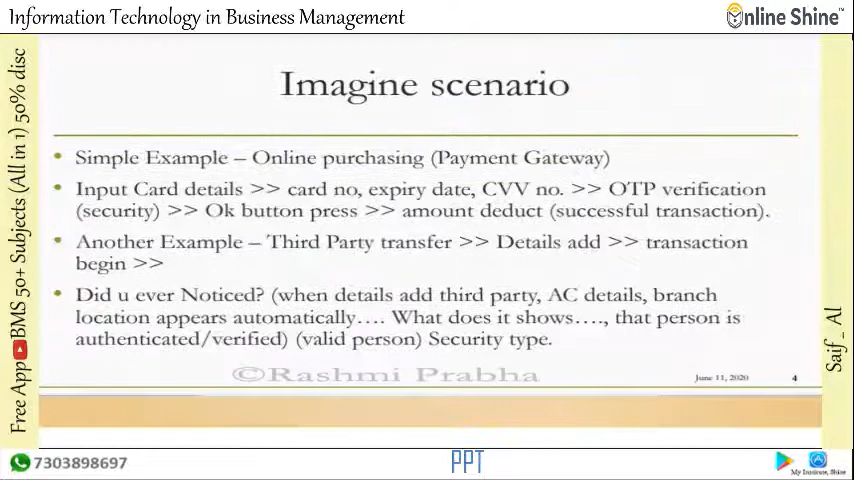 Information Technology in Business Management
Online Shine™
Imagine scenario
• Simple Example – Online purchasing (Payment Gateway)
• Input Card details >> card no, expiry date, CVV no. >> OTP verification
(security) >> Ok button press >> amount deduct (successful transaction).
• Another Example – Third Party transfer >> Details add >> transaction
begin >>
• Did u ever Noticed? (when details add third party, AC details, branch
location appears automatically…. What does it shows…., that person is
authenticated/verified) (valid person) Security type.
©Rashmi Prabha
June 11, 2020
4
Free App BMS 50+ Subjects (All in 1) 50% disc
Saif_ Al
7303898697
PPT
My Institute, Shine